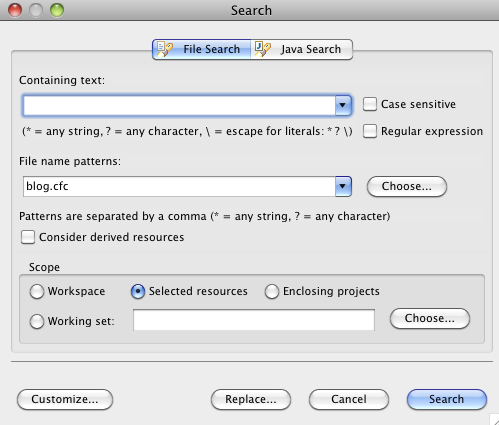 Search
File Search Java Search
Containing text:
Case sensitive
(* = any string, ? = any character, \ = escape for literals: * ? \) Regular expression
File name patterns:
blog.cfc Choose...
Patterns are separated by a comma (* = any string, ? = any character)
Consider derived resources
Scope
Workspace Selected resources Enclosing projects
Working set: Choose...
Customize... Replace... Cancel Search